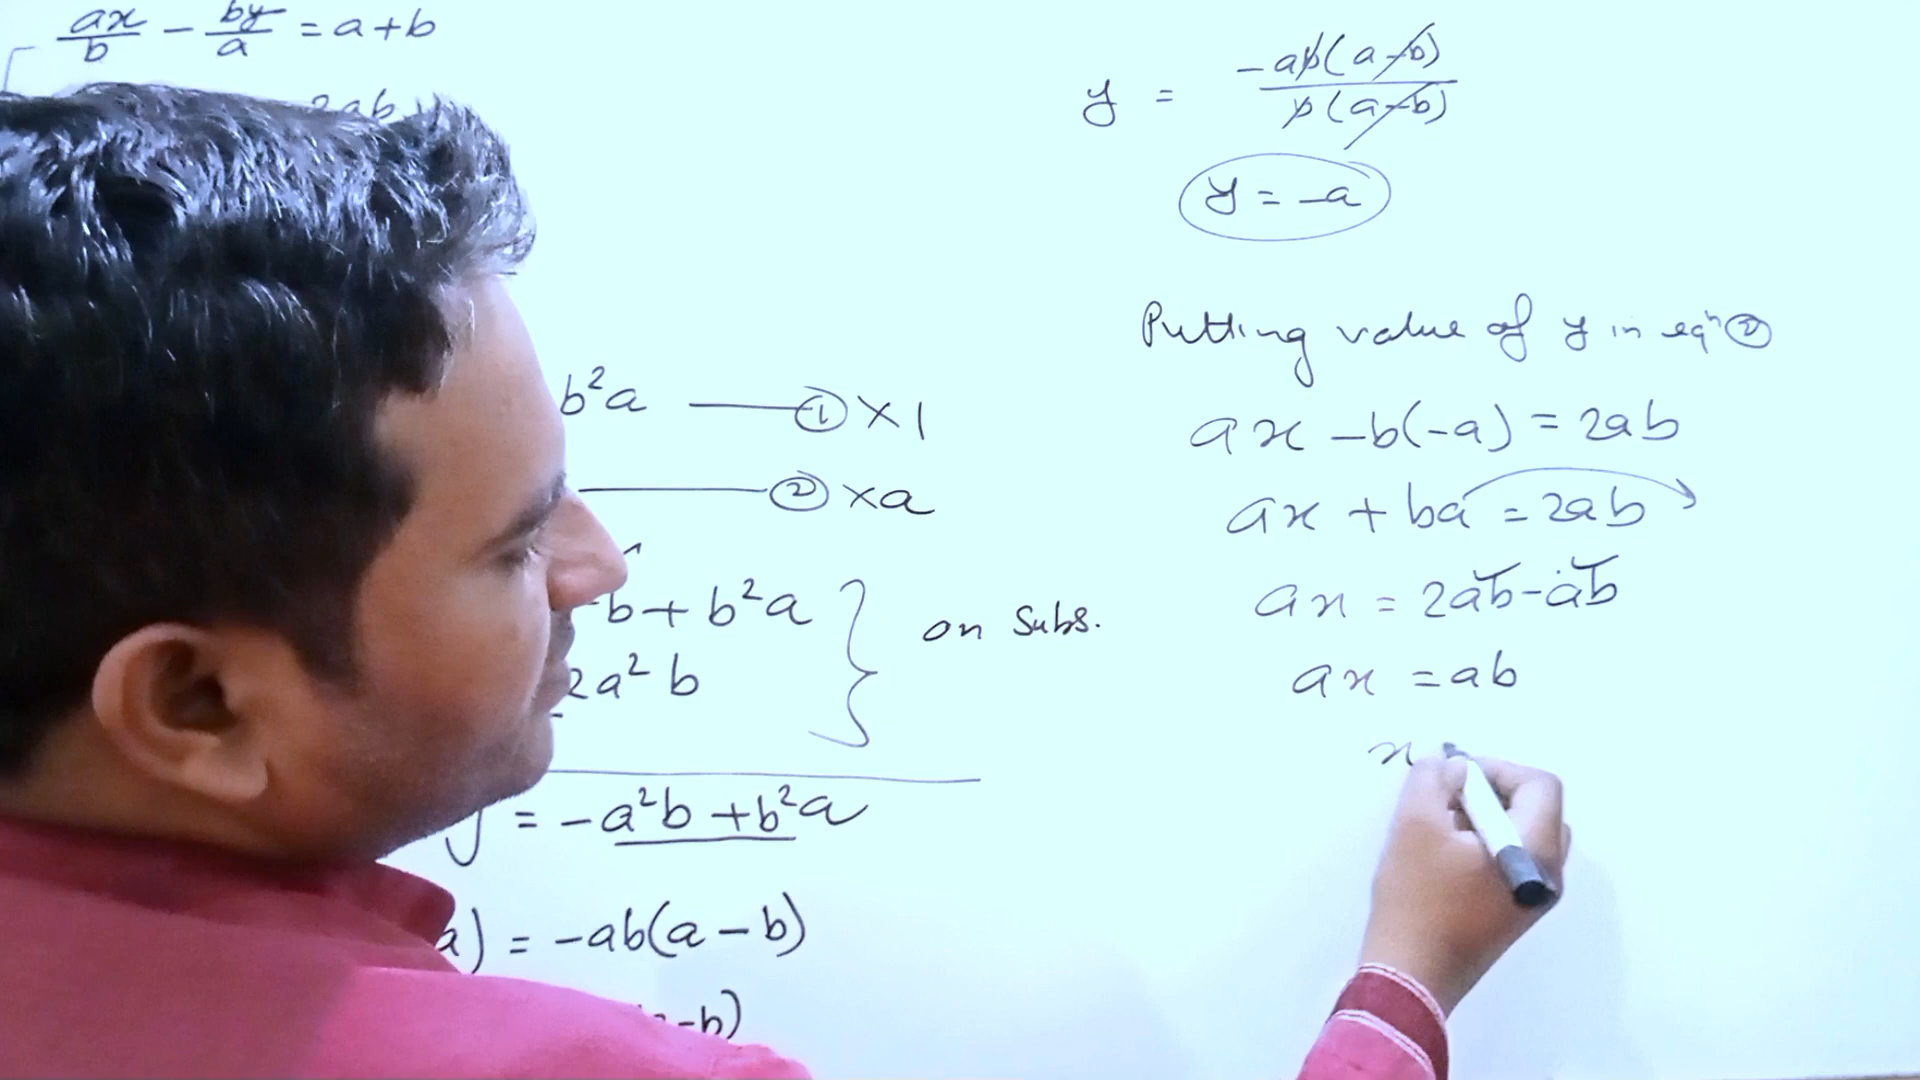 ax/b - by/a = a+b
2ab
b²a —— ① ×1
—— ② ×a
b + b²a } on Subs.
2a²b
y = -a²b + b²a
a) = -ab(a-b)
-b)
y = -ab(a-b)/b(a-b)
y = -a
Putting value of y in eqⁿ ②
ax - b(-a) = 2ab
ax + ba = 2ab
ax = 2ab - ab
ax = ab
x